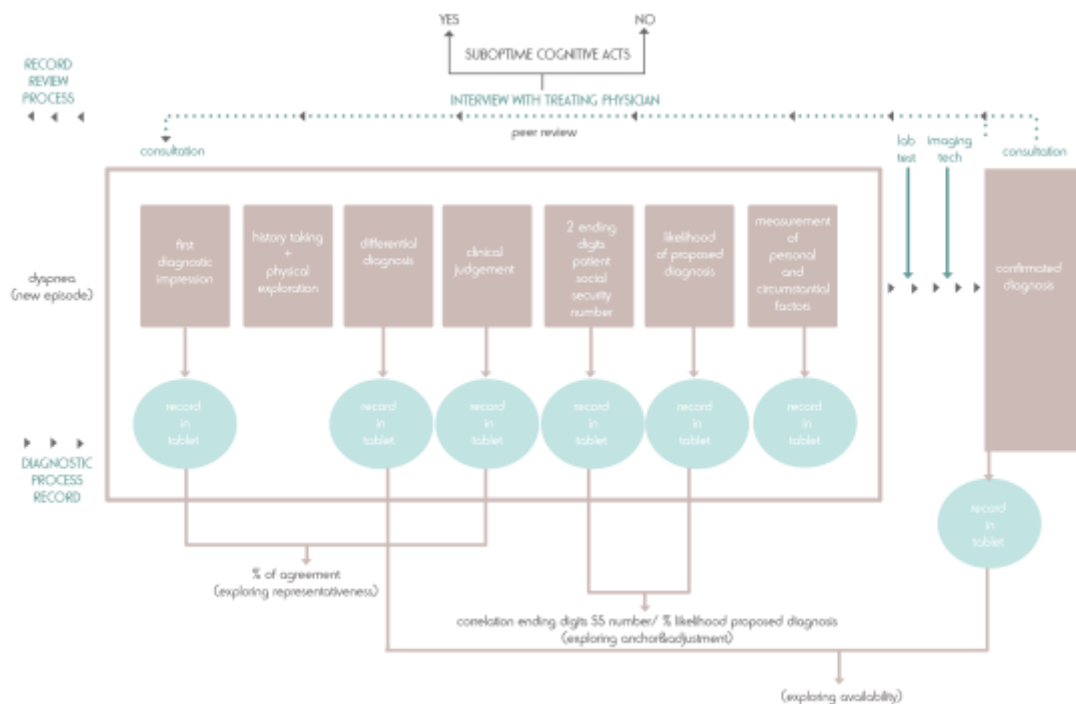 YES
NO
SUBOPTIME COGNITIVE ACTS
RECORD
REVIEW
PROCESS
INTERVIEW WITH TREATING PHYSICIAN
peer review
consultation
lab
test
imaging
tech
consultation
dyspnea
(new episode)
first
diagnostic
impression
history taking
+
physical
exploration
differential
diagnosis
clinical
judgement
2 ending
digits
patient
social
security
number
likelihood
of proposed
diagnosis
measurement
of
personal
and
circumstantial
factors
confirmated
diagnosis
record
in
tablet
record
in
tablet
record
in
tablet
record
in
tablet
record
in
tablet
record
in
tablet
DIAGNOSTIC
PROCESS
RECORD
record
in
tablet
% of agreement
(exploring representativeness)
correlation ending digits SS number/ % likelihood proposed diagnosis
(exploring anchor&adjustment)
(exploring availability)